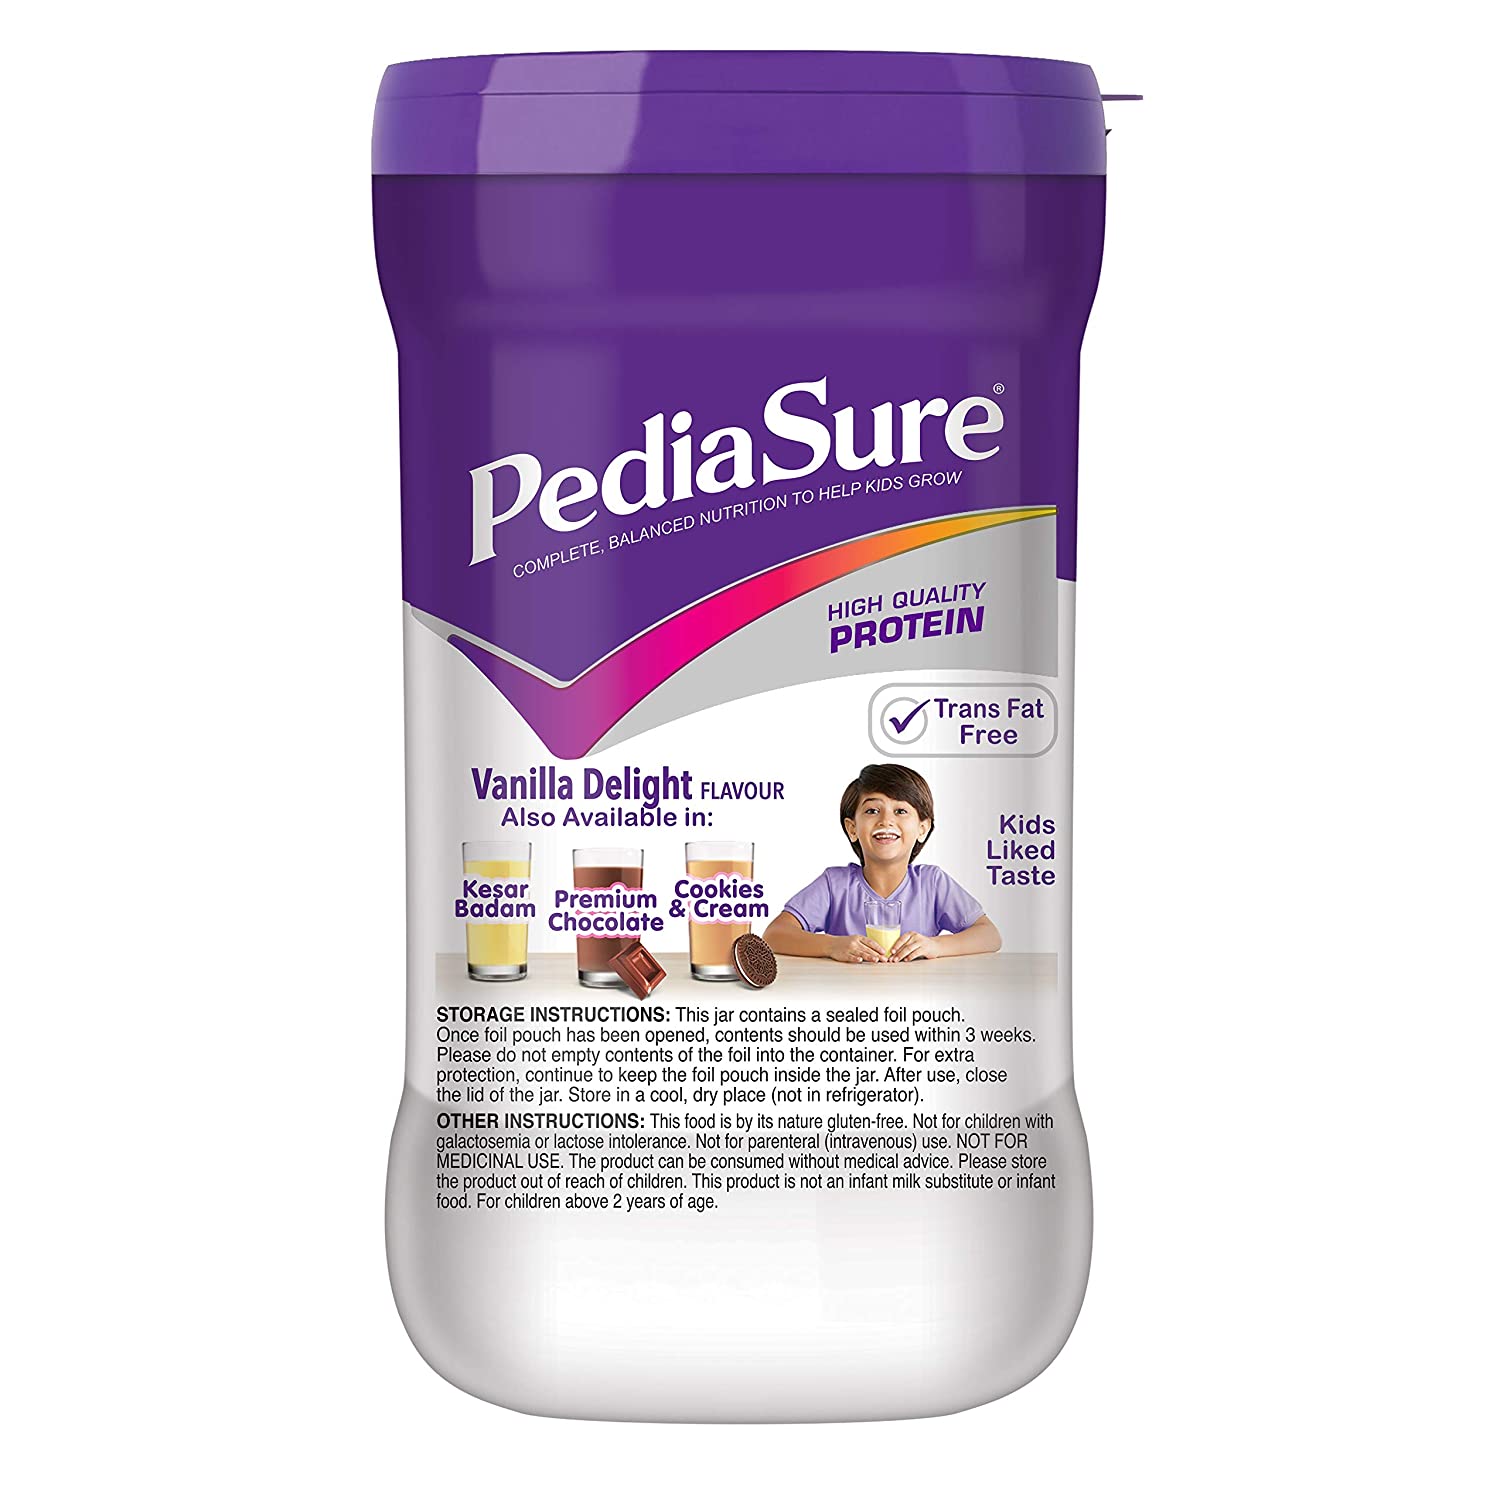 PediaSure®
COMPLETE, BALANCED NUTRITION TO HELP KIDS GROW
HIGH QUALITY
PROTEIN
Trans Fat
Free
Vanilla Delight FLAVOUR
Also Available in:
Kesar
Badam
Premium
Chocolate
Cookies
& Cream
Kids
Liked
Taste
STORAGE INSTRUCTIONS: This jar contains a sealed foil pouch.
Once foil pouch has been opened, contents should be used within 3 weeks.
Please do not empty contents of the foil into the container. For extra
protection, continue to keep the foil pouch inside the jar. After use, close
the lid of the jar. Store in a cool, dry place (not in refrigerator).
OTHER INSTRUCTIONS: This food is by its nature gluten-free. Not for children with
galactosemia or lactose intolerance. Not for parenteral (intravenous) use. NOT FOR
MEDICINAL USE. The product can be consumed without medical advice. Please store
the product out of reach of children. This product is not an infant milk substitute or infant
food. For children above 2 years of age.